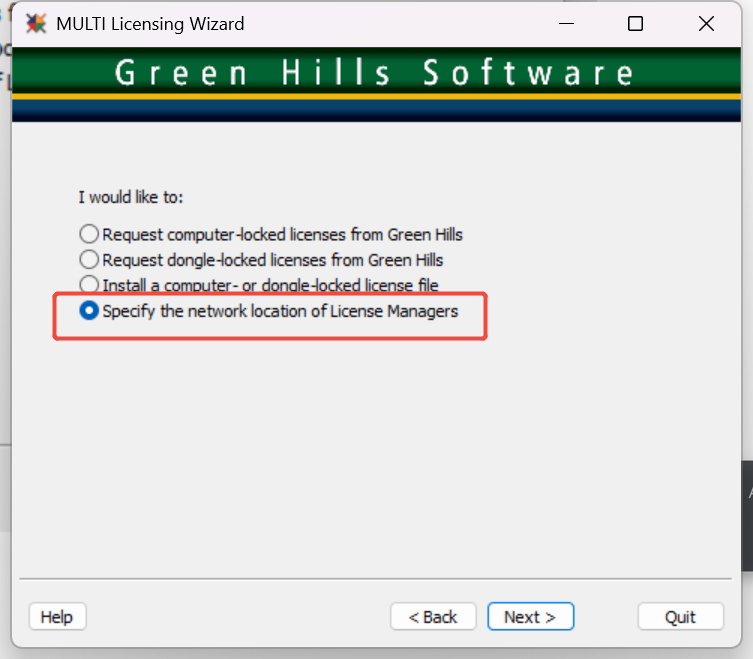 MULTI Licensing Wizard
Green Hills Software
I would like to:
Request computer-locked licenses from Green Hills
Request dongle-locked licenses from Green Hills
Install a computer- or dongle-locked license file
Specify the network location of License Managers
Help
< Back
Next >
Quit